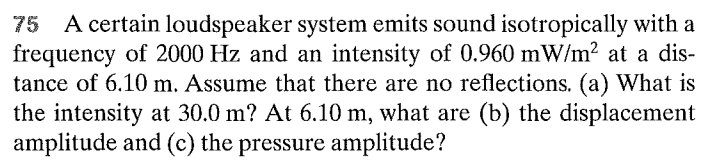 75 A certain loudspeaker system emits sound isotropically with a
frequency of 2000 Hz and an intensity of 0.960 mW/m² at a dis-
tance of 6.10 m. Assume that there are no reflections. (a) What is
the intensity at 30.0 m? At 6.10 m, what are (b) the displacement
amplitude and (c) the pressure amplitude?